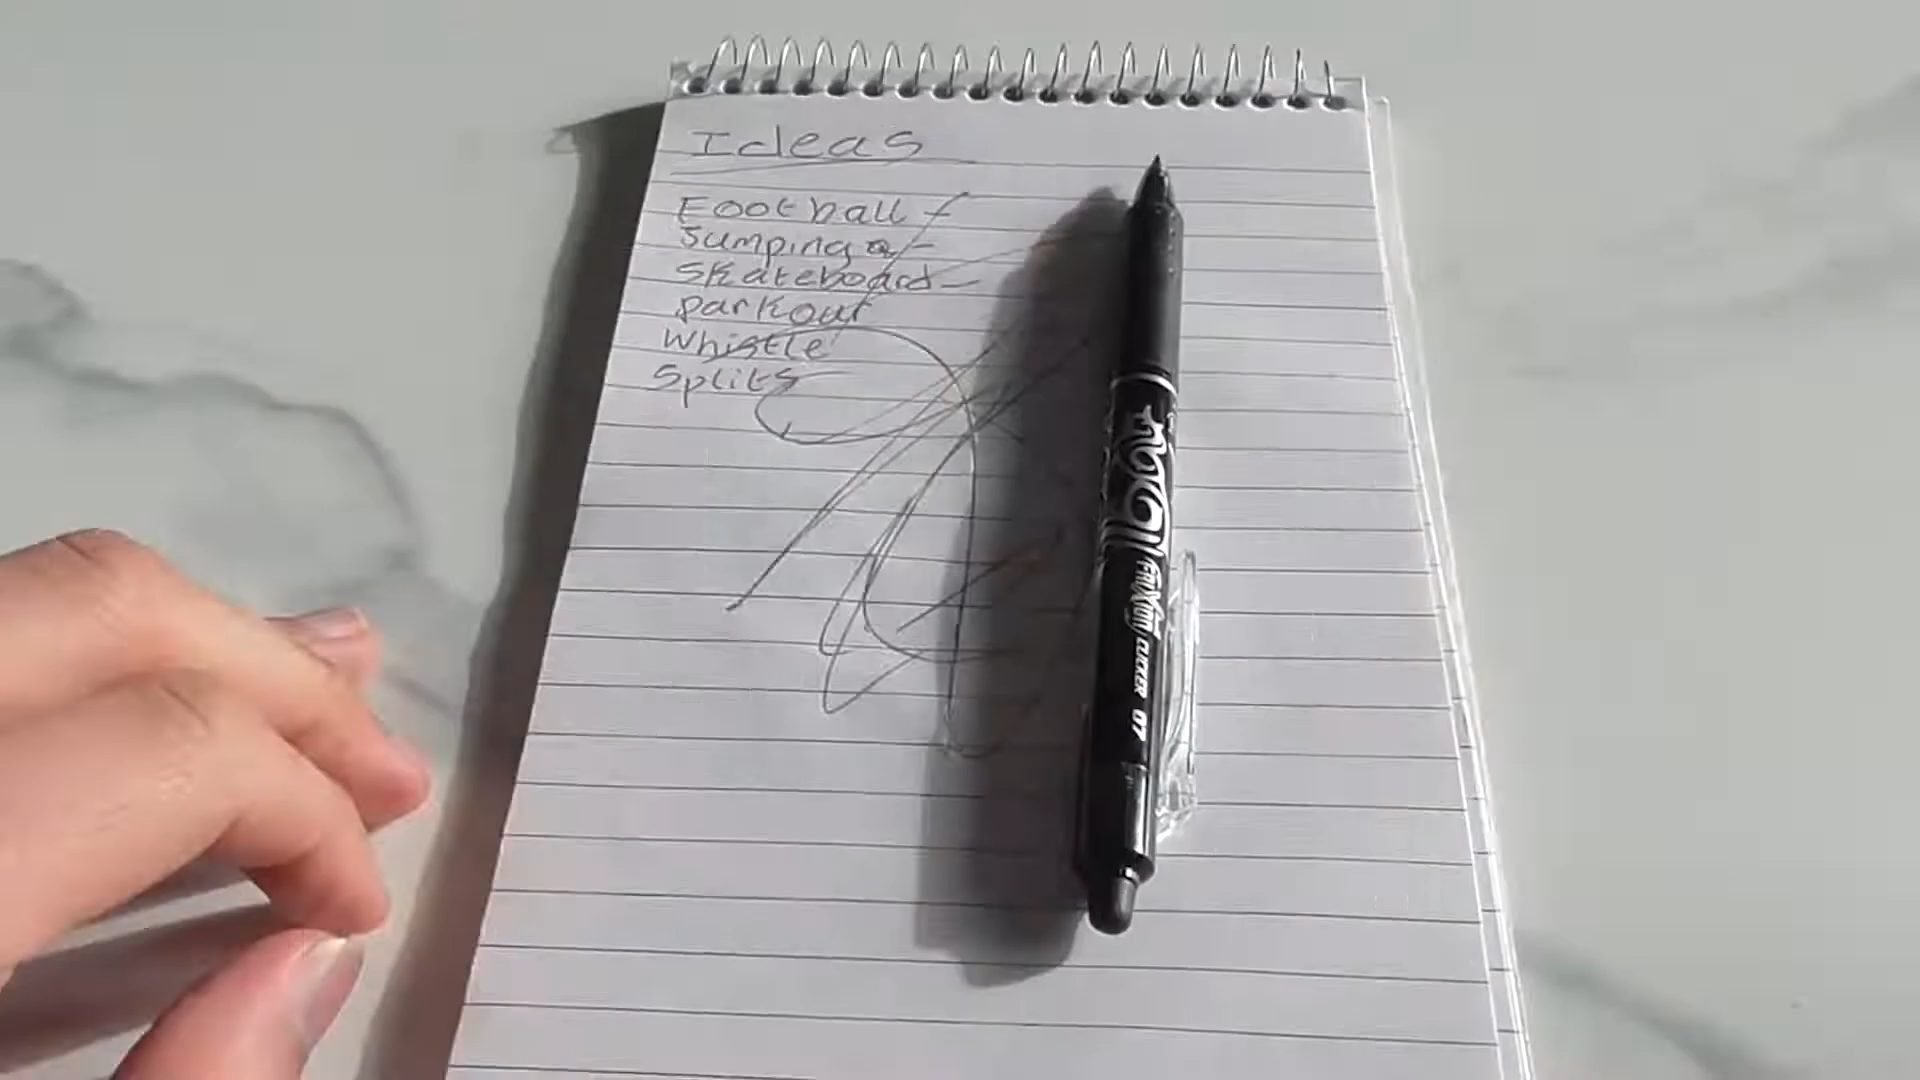 Ideas
Football -
Jumping -
Skateboard -
parkour
Whistle
Splits
FRIXION CLICKER 07